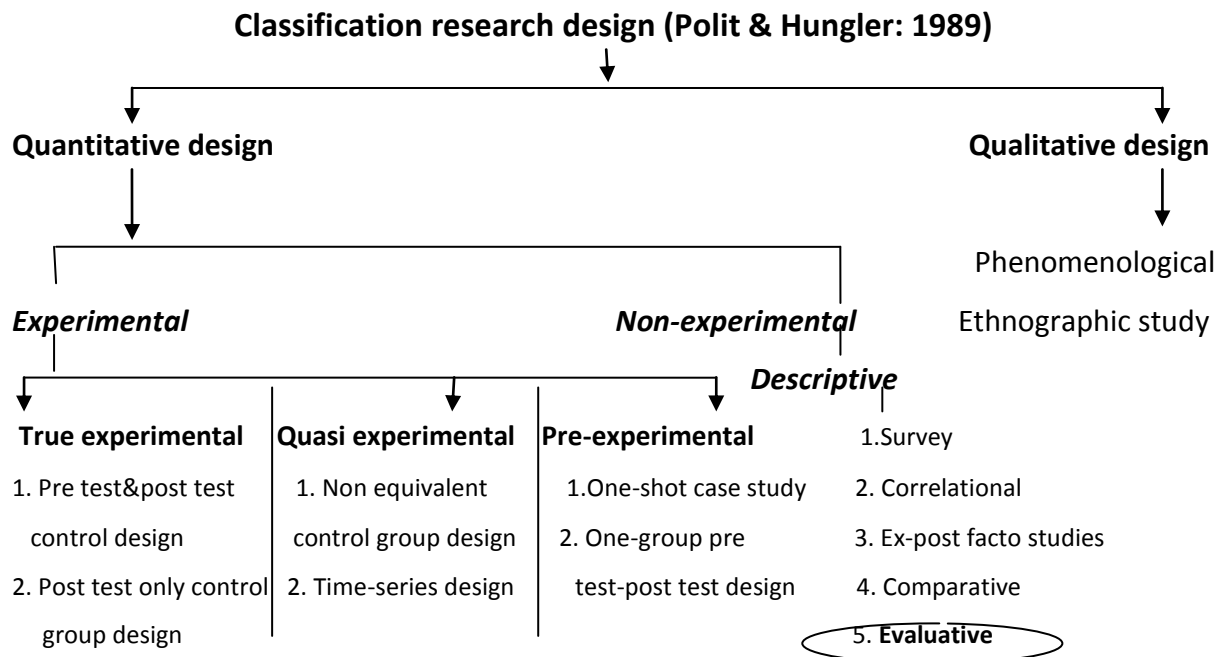 Classification research design (Polit & Hungler: 1989)
Quantitative design
Qualitative design
Phenomenological
Experimental
Non-experimental
Ethnographic study
Descriptive
True experimental
1. Pre test&post test
control design
2. Post test only control
group design
Quasi experimental
1. Non equivalent
control group design
2. Time-series design
Pre-experimental
1.One-shot case study
2. One-group pre
test-post test design
1.Survey
2. Correlational
3. Ex-post facto studies
4. Comparative
5. Evaluative